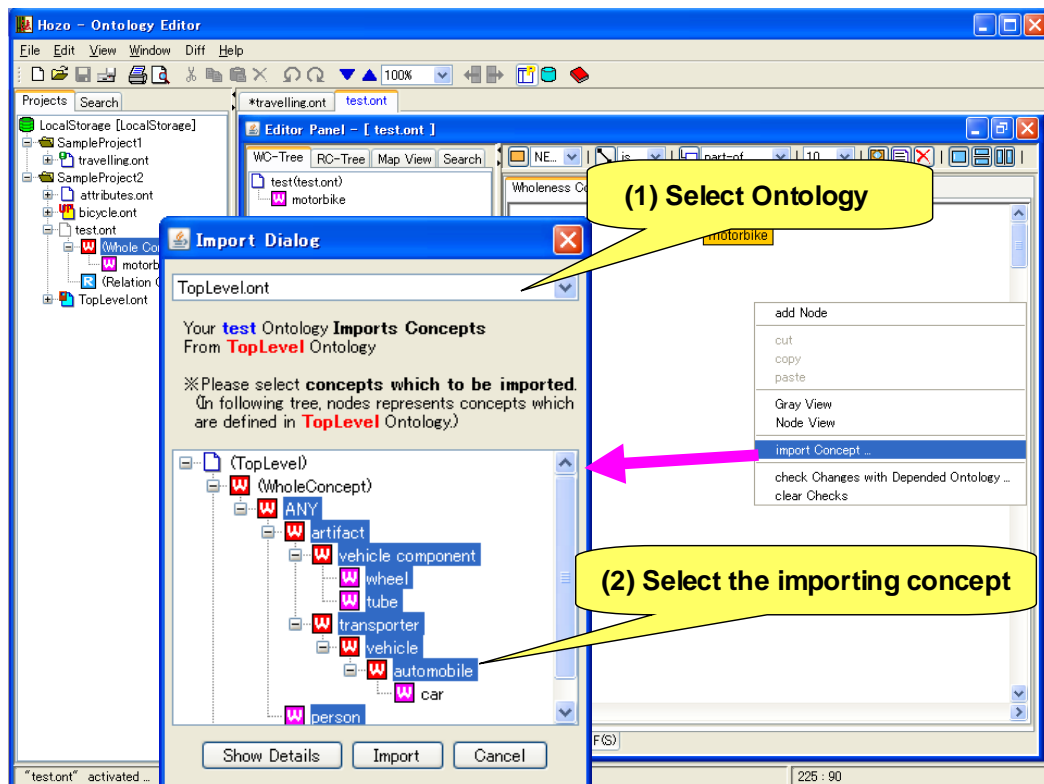 Hozo - Ontology Editor
File Edit View Window Diff Help
100%
Projects Search
*travelling.ont test.ont
LocalStorage [LocalStorage]
SampleProject1
travelling.ont
SampleProject2
attributes.ont
bicycle.ont
test.ont
(Whole Co
motorb
(Relation
TopLevel.ont
Editor Panel - [ test.ont ]
WC-Tree RC-Tree Map View Search
NE... is part-of 10
test(test.ont)
motorbike
Wholeness Co
(1) Select Ontology
motorbike
Import Dialog
TopLevel.ont
Your test Ontology Imports Concepts
From TopLevel Ontology
※Please select concepts which to be imported.
(In following tree, nodes represents concepts which
are defined in TopLevel Ontology.)
(TopLevel)
W (WholeConcept)
W ANY
W artifact
W vehicle component
W wheel
W tube
W transporter
W vehicle
W automobile
W car
W person
Show Details Import Cancel
add Node
cut
copy
paste
Gray View
Node View
import Concept ...
check Changes with Depended Ontology ...
clear Checks
(2) Select the importing concept
F(S)
"test.ont" activated ...
225 : 90